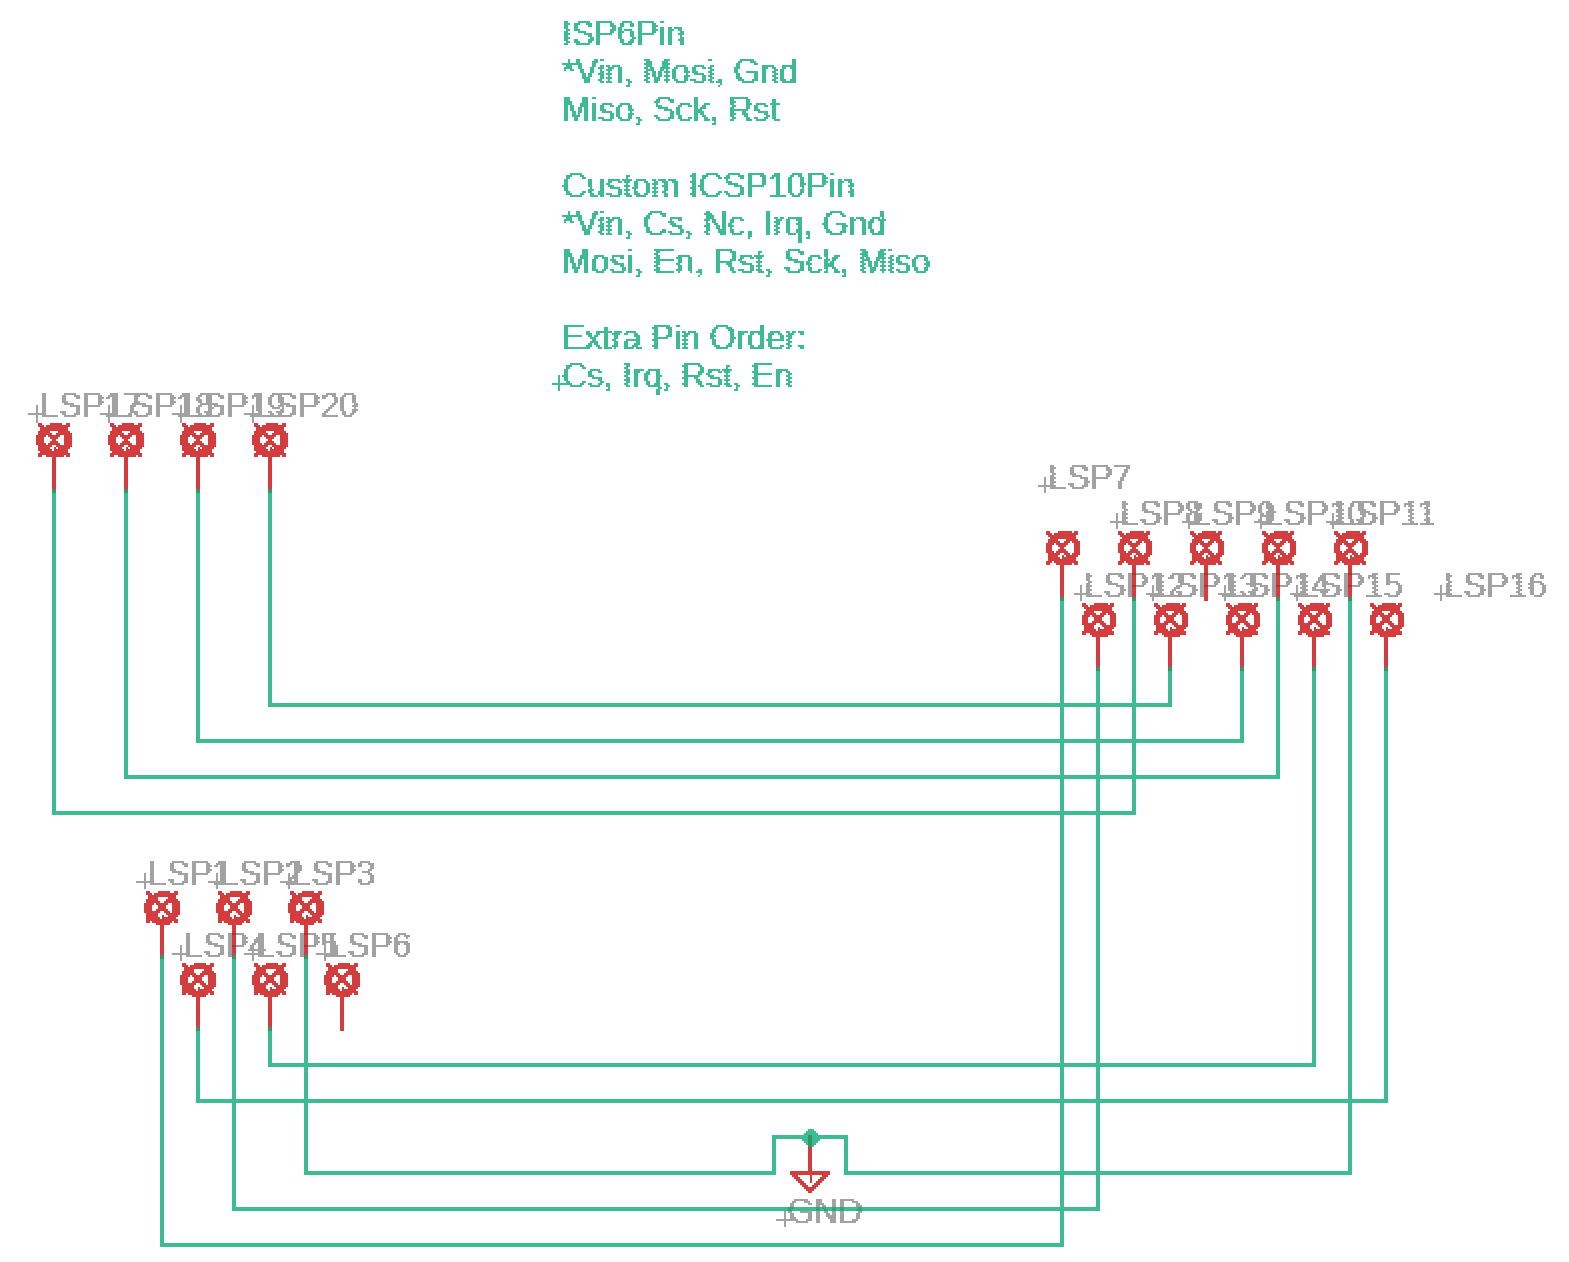 ISP6Pin
*Vin, Mosi, Gnd
Miso, Sck, Rst
Custom ICSP10Pin
*Vin, Cs, Nc, Irq, Gnd
Mosi, En, Rst, Sck, Miso
Extra Pin Order:
Cs, Irq, Rst, En
LSP17 LSP18 LSP19 LSP20
LSP7
LSP8 LSP9 LSP10 LSP11
LSP12 LSP13 LSP14 LSP15 LSP16
LSP1 LSP2 LSP3
LSP4 LSP5 LSP6
GND